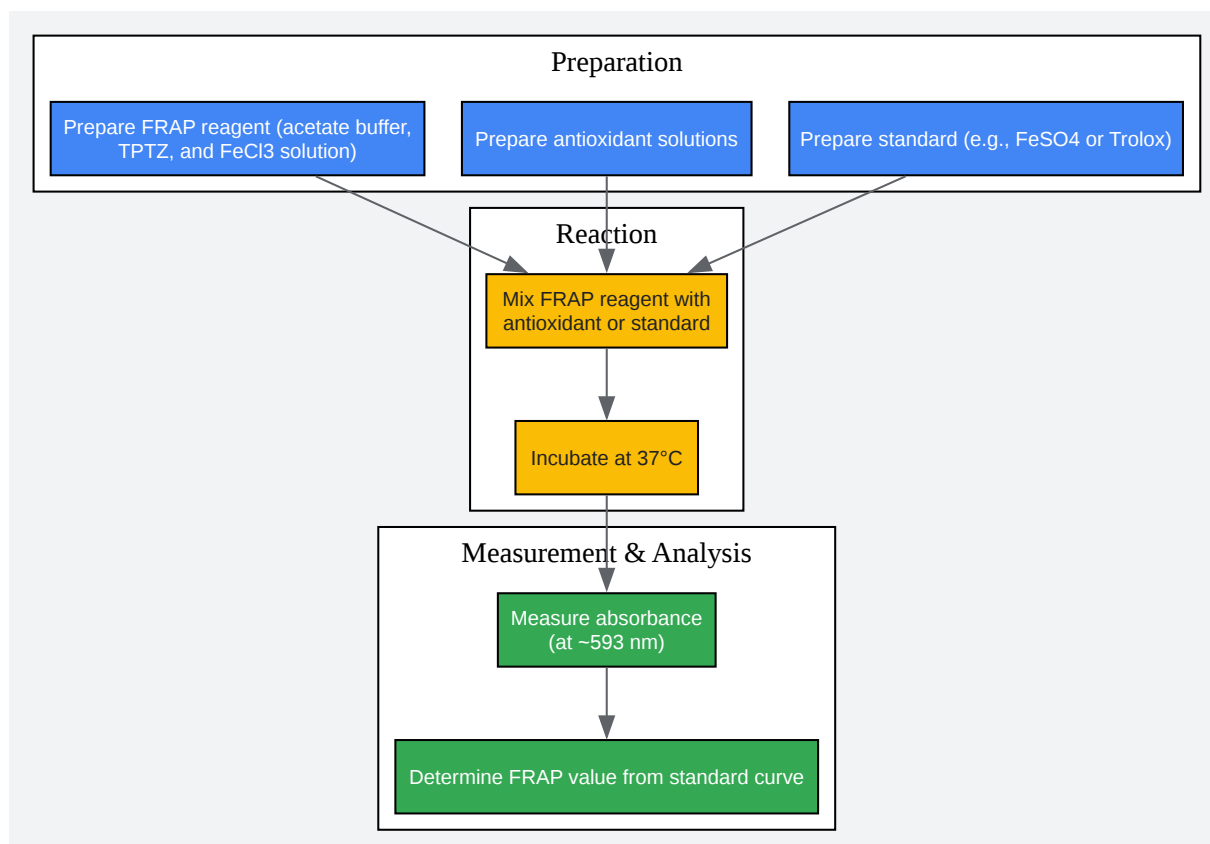 Preparation
Prepare FRAP reagent (acetate buffer,
TPTZ, and FeCl3 solution)
Prepare antioxidant solutions
Prepare standard (e.g., FeSO4 or Trolox)
Reaction
Mix FRAP reagent with
antioxidant or standard
Incubate at 37°C
Measurement & Analysis
Measure absorbance
(at ~593 nm)
Determine FRAP value from standard curve